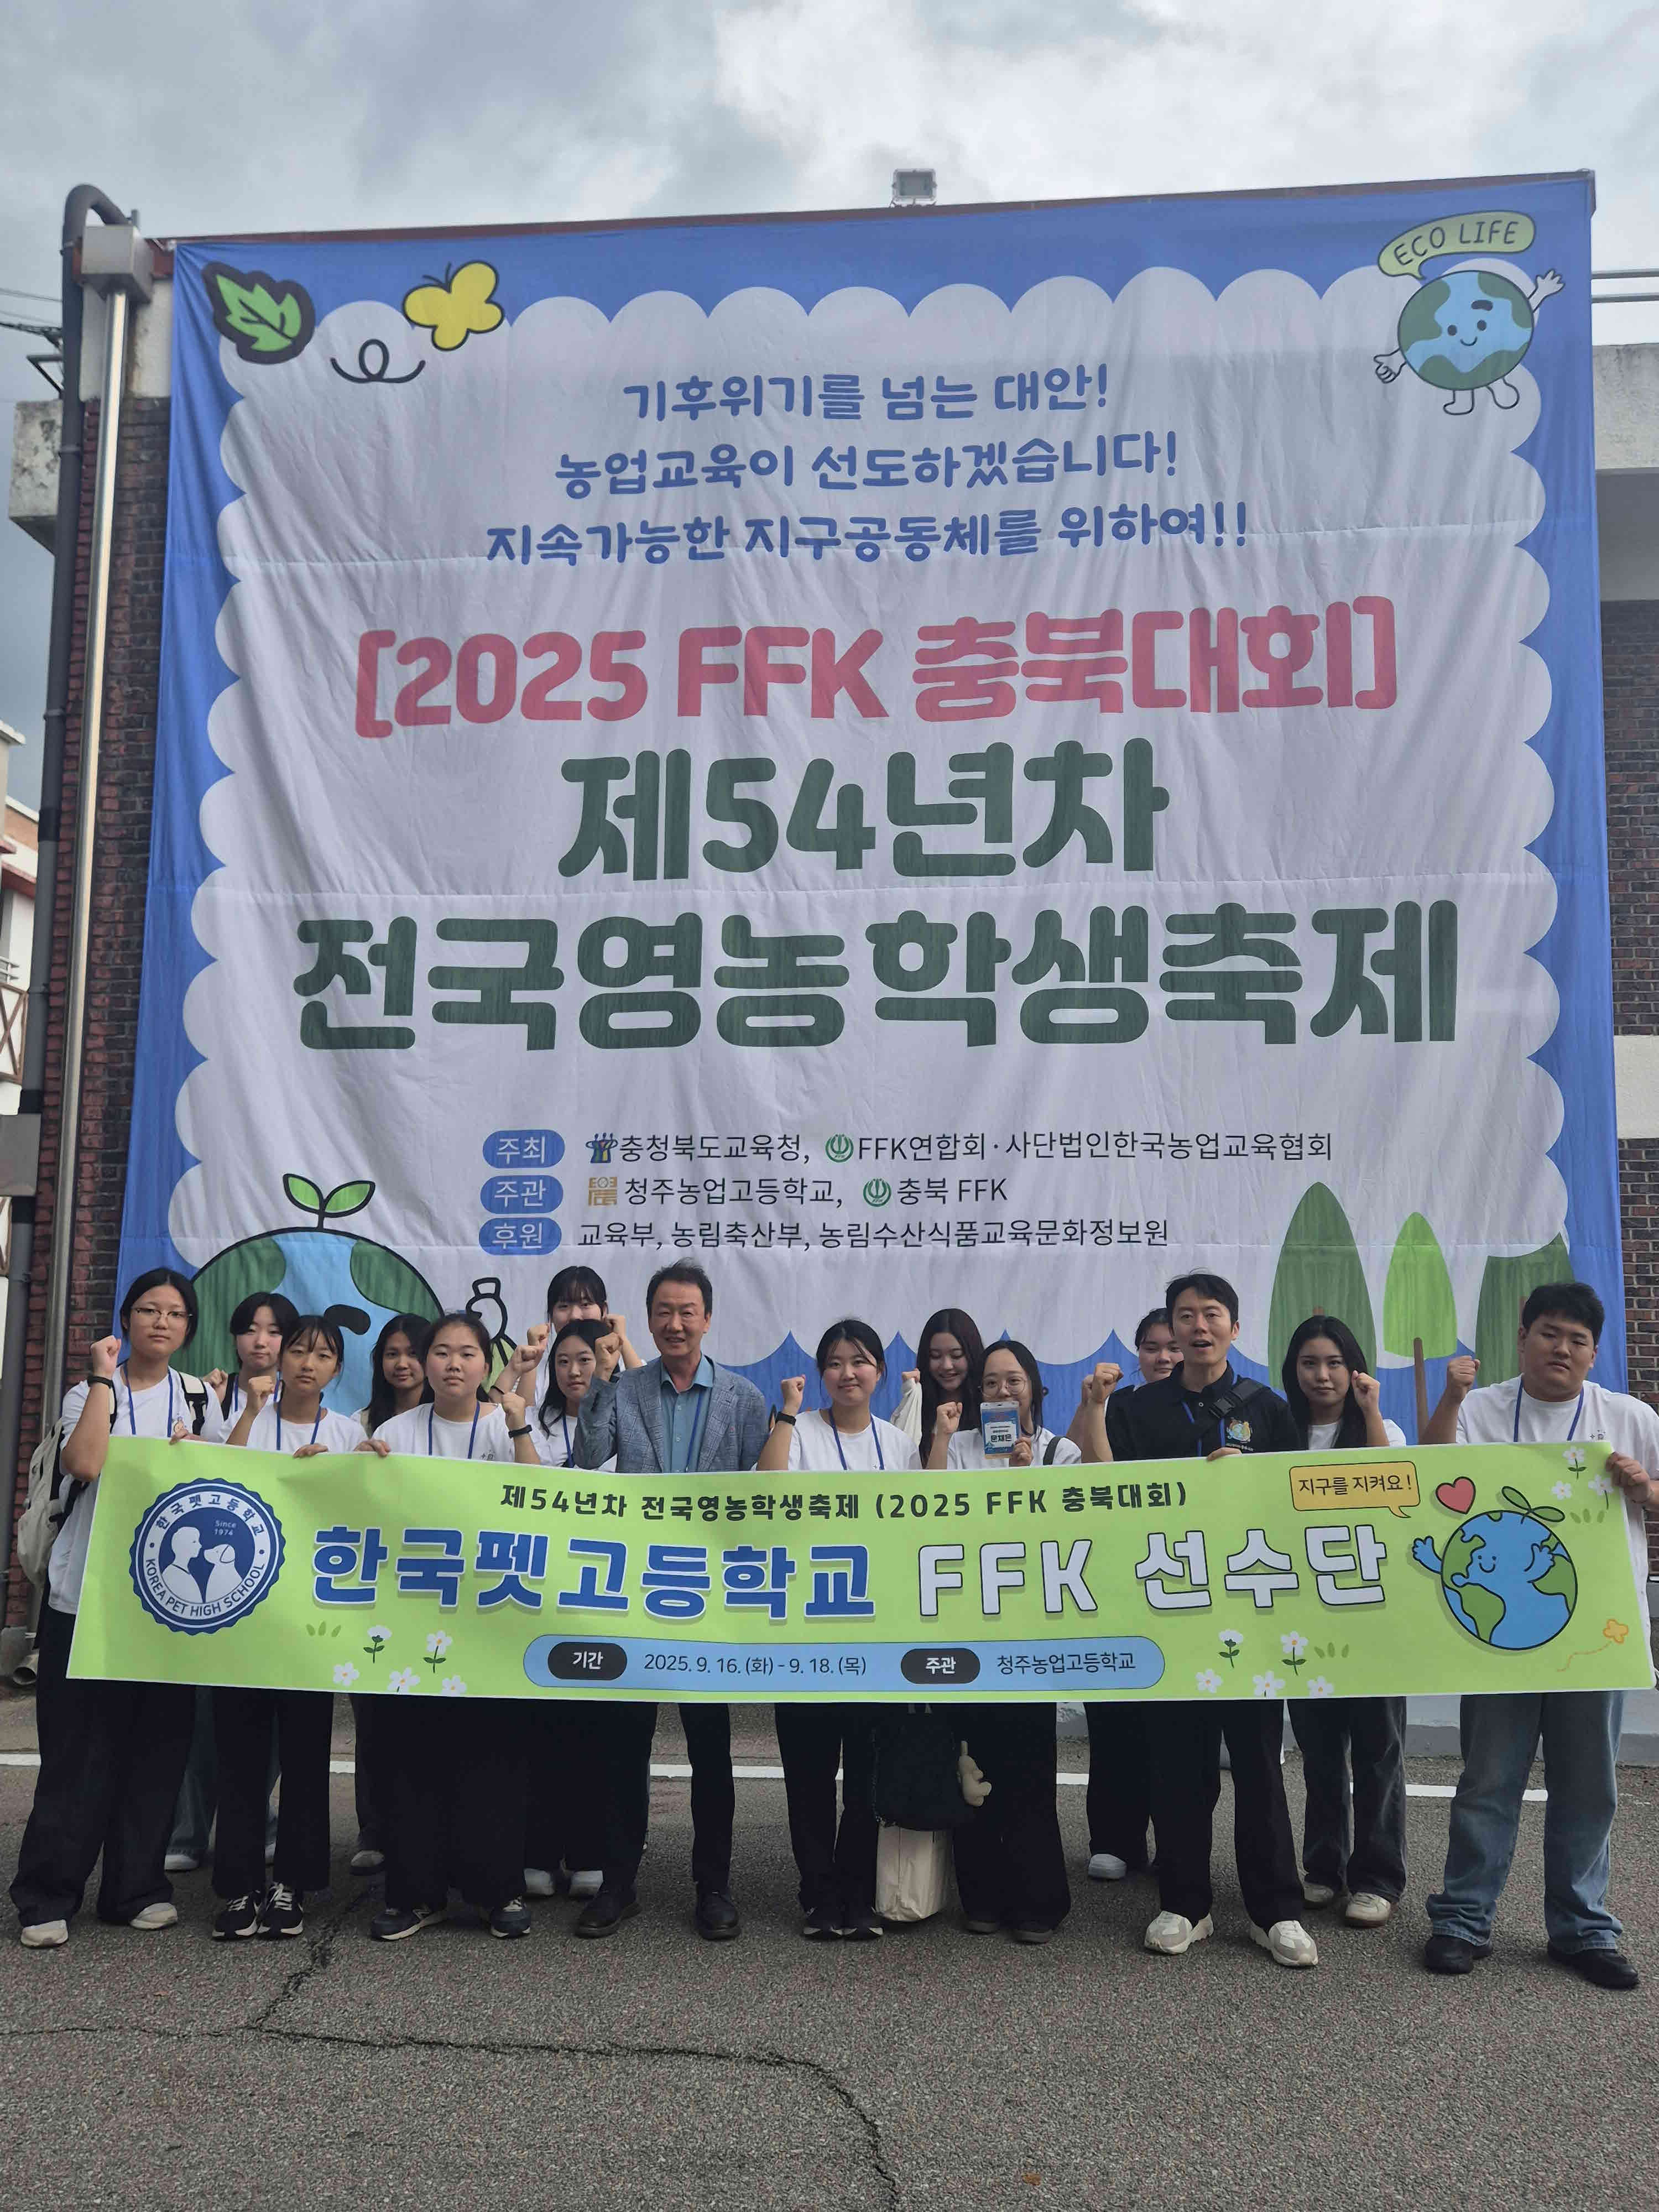 ECO LIFE
기후위기를 넘는 대안!
농업교육이 선도하겠습니다!
지속가능한 지구공동체를 위하여!!
[2025 FFK 충북대회]
제54년차
전국영농학생축제
주최 충청북도교육청, FFK연합회·사단법인한국농업교육협회
주관 청주농업고등학교, 충북 FFK
후원 교육부, 농림축산부, 농림수산식품교육문화정보원
제54년차 전국영농학생축제 (2025 FFK 충북대회)
지구를 지켜요!
한국펫고등학교
Since
1974
KOREA PET HIGH SCHOOL
한국펫고등학교 FFK 선수단
기간 2025. 9. 16. (화) - 9. 18. (목) 주관 청주농업고등학교